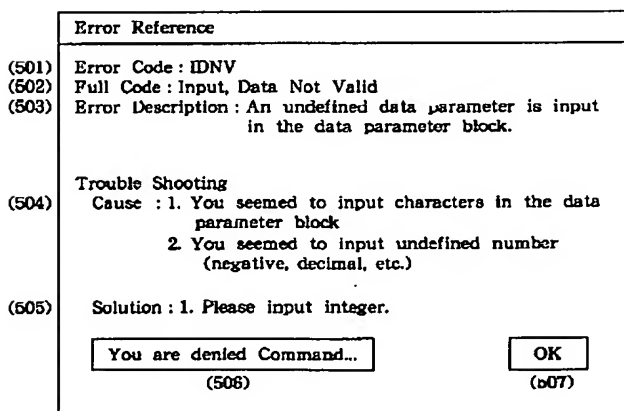 Error Reference
(501) Error Code : IDNV
(502) Full Code : Input, Data Not Valid
(503) Error Description : An undefined data parameter is input
in the data parameter block.
Trouble Shooting
(504) Cause : 1. You seemed to input characters in the data
parameter block
2. You seemed to input undefined number
(negative, decimal, etc.)
(505) Solution : 1. Please input integer.
You are denied Command... OK
(506) (507)